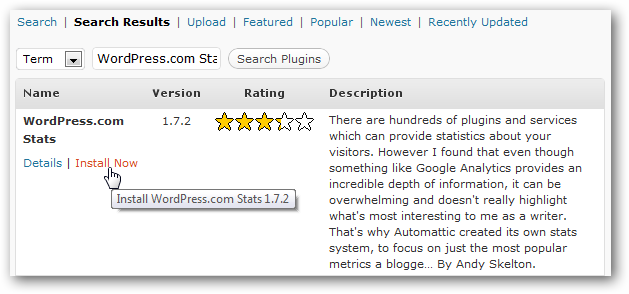 Search | Search Results | Upload | Featured | Popular | Newest | Recently Updated
Term WordPress.com Sta Search Plugins
Name Version Rating Description
WordPress.com Stats 1.7.2
Details | Install Now
Install WordPress.com Stats 1.7.2
There are hundreds of plugins and services
which can provide statistics about your
visitors. However I found that even though
something like Google Analytics provides an
incredible depth of information, it can be
overwhelming and doesn't really highlight
what's most interesting to me as a writer.
That's why Automattic created its own stats
system, to focus on just the most popular
metrics a blogge… By Andy Skelton.